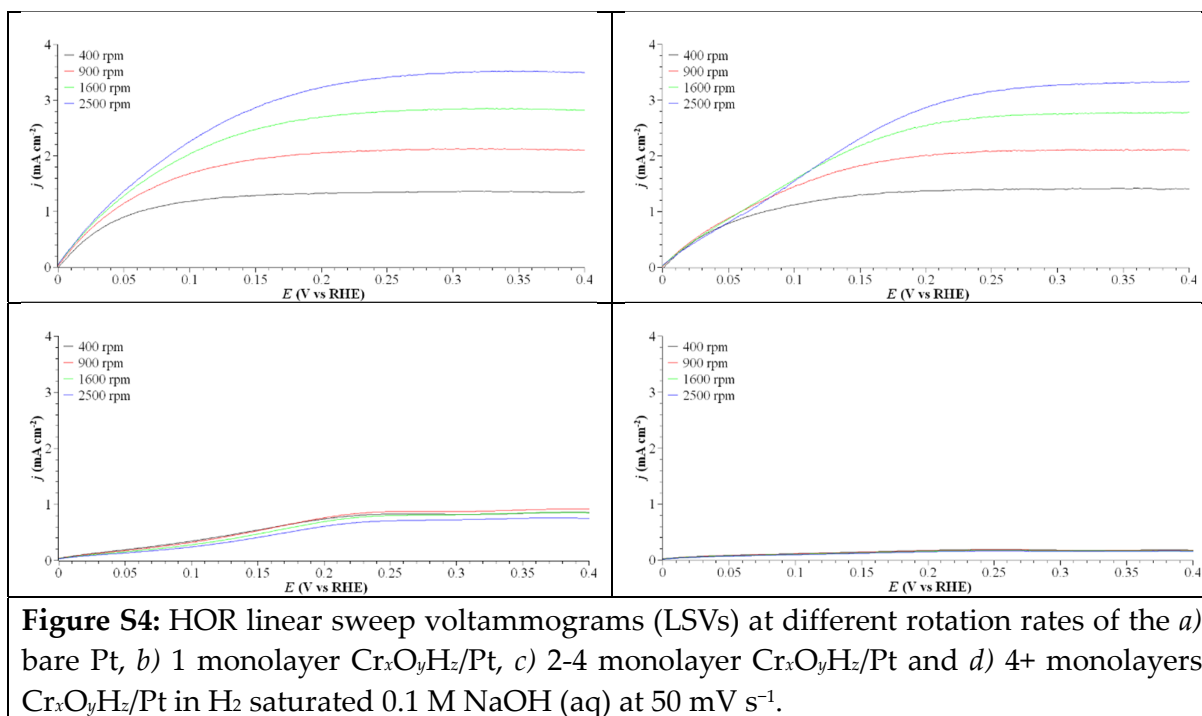 4
3
2
1
0
j (mA cm⁻²)
400 rpm
900 rpm
1600 rpm
2500 rpm
0 0.05 0.1 0.15 0.2 0.25 0.3 0.35 0.4
E (V vs RHE)
4
3
2
1
0
j (mA cm⁻²)
400 rpm
900 rpm
1600 rpm
2500 rpm
0 0.05 0.1 0.15 0.2 0.25 0.3 0.35 0.4
E (V vs RHE)
4
3
2
1
0
j (mA cm⁻²)
400 rpm
900 rpm
1600 rpm
2500 rpm
0 0.05 0.1 0.15 0.2 0.25 0.3 0.35 0.4
E (V vs RHE)
4
3
2
1
0
j (mA cm⁻²)
400 rpm
900 rpm
1600 rpm
2500 rpm
0 0.05 0.1 0.15 0.2 0.25 0.3 0.35 0.4
E (V vs RHE)
Figure S4: HOR linear sweep voltammograms (LSVs) at different rotation rates of the a)
bare Pt, b) 1 monolayer CrxOyHz/Pt, c) 2-4 monolayer CrxOyHz/Pt and d) 4+ monolayers
CrxOyHz/Pt in H₂ saturated 0.1 M NaOH (aq) at 50 mV s⁻¹.